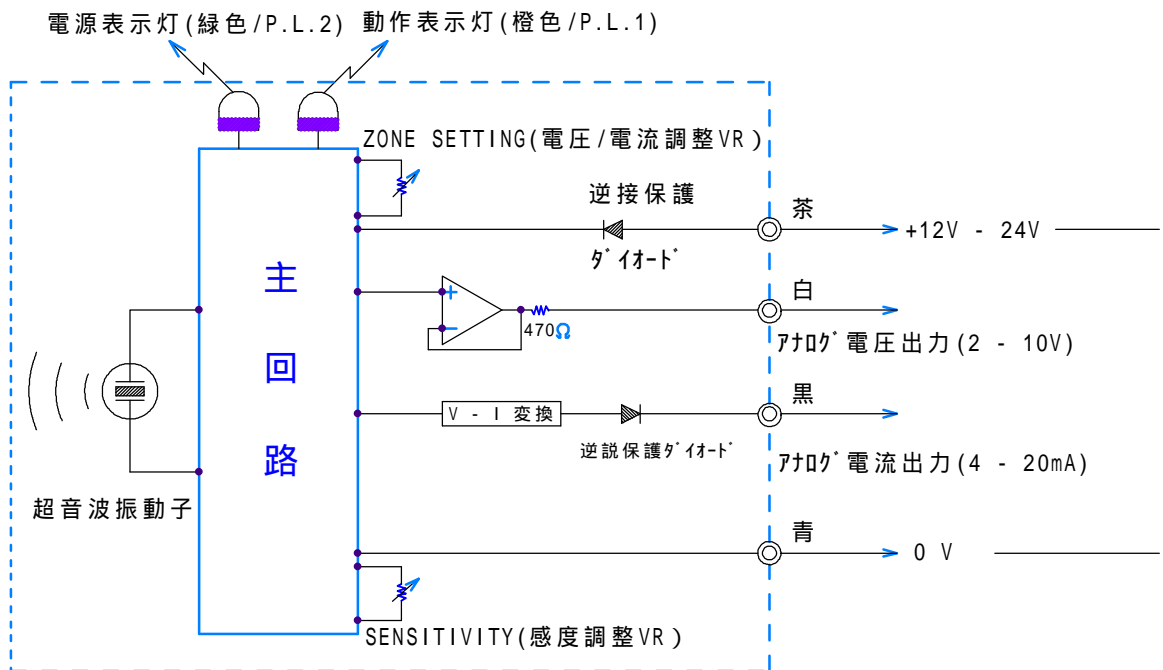 電源表示灯(緑色/P.L.2) 動作表示灯(橙色/P.L.1)
ZONE SETTING(電圧/電流調整VR)
逆接保護
ﾀﾞｲｵｰﾄﾞ
茶
+12V - 24V
主
回
路
+
-
470Ω
白
ｱﾅﾛｸﾞ電圧出力(2 - 10V)
V - I 変換
逆説保護ﾀﾞｲｵｰﾄﾞ
黒
ｱﾅﾛｸﾞ電流出力(4 - 20mA)
超音波振動子
青
0 V
SENSITIVITY(感度調整VR)